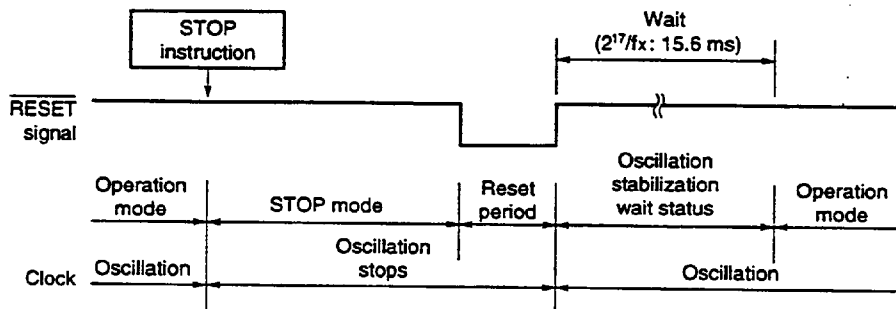 STOP
instruction
Wait
(2¹⁷/fx: 15.6 ms)
RESET
signal
Operation
mode
STOP mode
Reset
period
Oscillation
stabilization
wait status
Operation
mode
Clock
Oscillation
Oscillation
stops
Oscillation